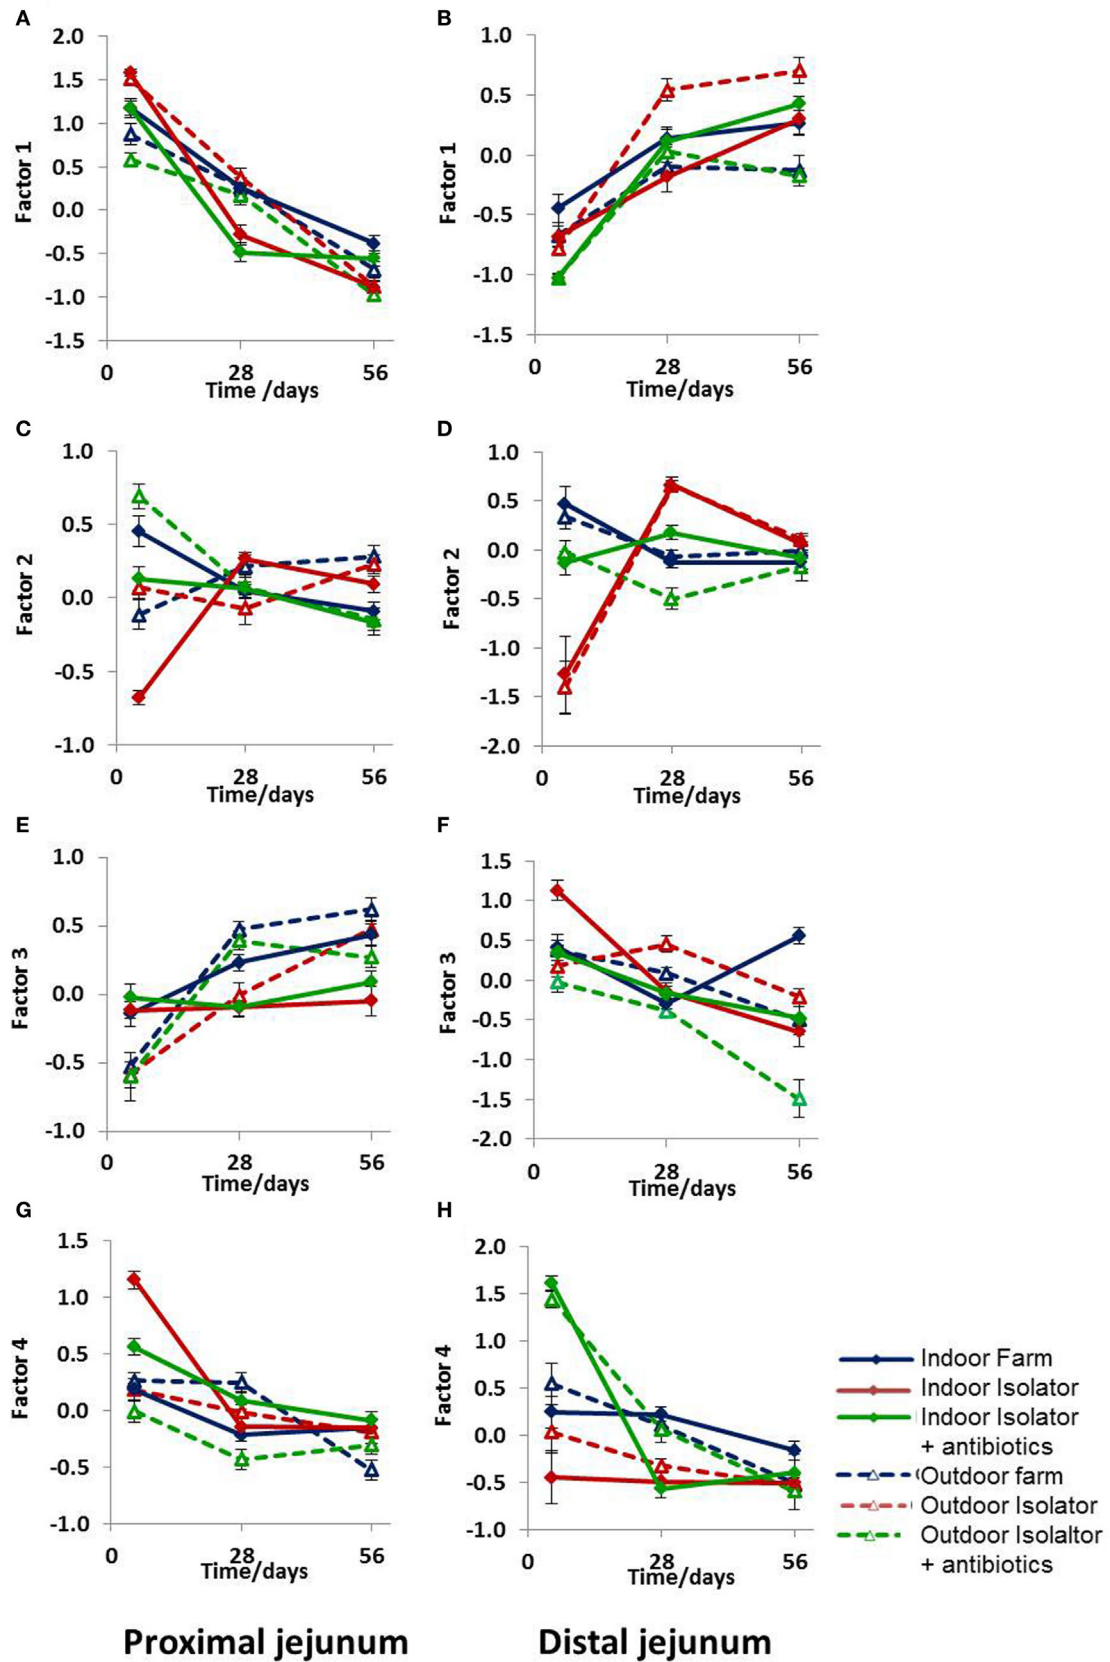 A
2.0
1.5
1.0
0.5
0.0
-0.5
-1.0
-1.5
Factor 1
0 28 56
Time /days
B
1.0
0.5
0.0
-0.5
-1.0
-1.5
Factor 1
0 28 56
Time/days
C
1.0
0.5
0.0
-0.5
-1.0
Factor 2
0 28 56
Time/days
D
1.0
0.5
0.0
-0.5
-1.0
-1.5
-2.0
Factor 2
0 28 56
Time/days
E
1.0
0.5
0.0
-0.5
-1.0
Factor 3
0 28 56
Time/days
F
1.5
1.0
0.5
0.0
-0.5
-1.0
-1.5
-2.0
Factor 3
0 28 56
Time/days
G
1.5
1.0
0.5
0.0
-0.5
-1.0
Factor 4
0 28 56
Time/days
H
2.0
1.5
1.0
0.5
0.0
-0.5
-1.0
Factor 4
0 28 56
Time/days
Indoor Farm
Indoor Isolator
Indoor Isolator
+ antibiotics
Outdoor farm
Outdoor Isolator
Outdoor Isolaltor
+ antibiotics
Proximal jejunum
Distal jejunum